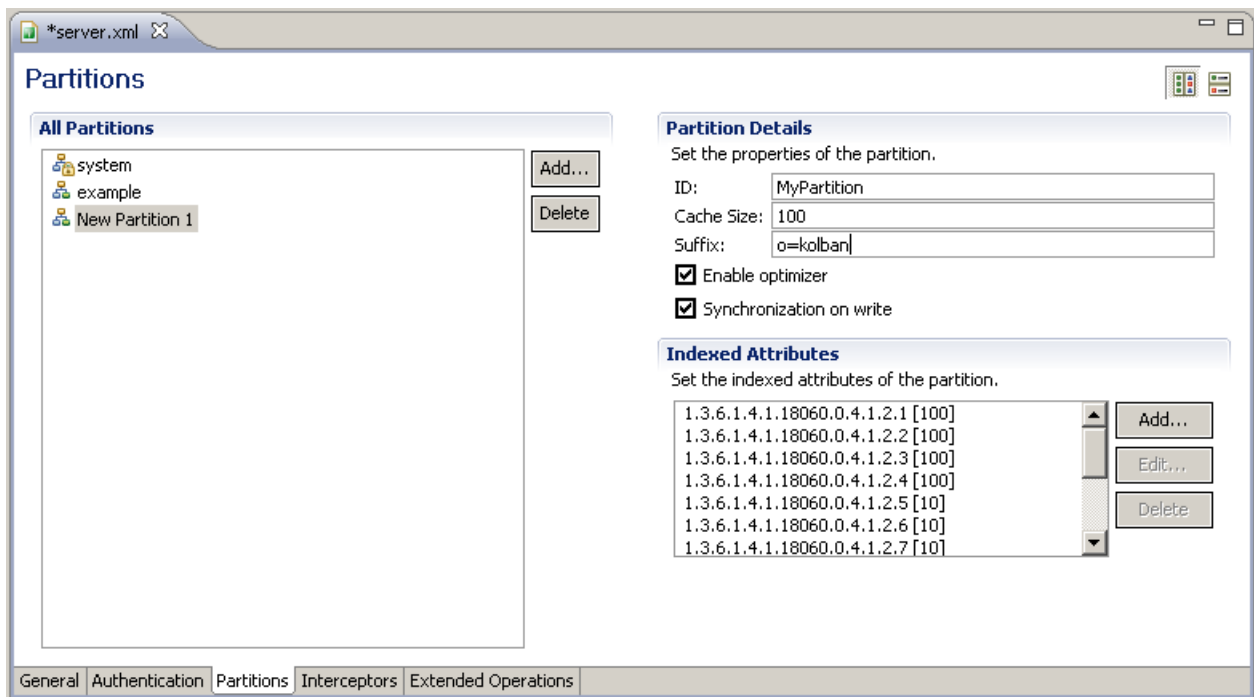 *server.xml
Partitions
All Partitions
system
example
New Partition 1
Add...
Delete
Partition Details
Set the properties of the partition.
ID: MyPartition
Cache Size: 100
Suffix: o=kolban
Enable optimizer
Synchronization on write
Indexed Attributes
Set the indexed attributes of the partition.
1.3.6.1.4.1.18060.0.4.1.2.1 [100]
1.3.6.1.4.1.18060.0.4.1.2.2 [100]
1.3.6.1.4.1.18060.0.4.1.2.3 [100]
1.3.6.1.4.1.18060.0.4.1.2.4 [100]
1.3.6.1.4.1.18060.0.4.1.2.5 [10]
1.3.6.1.4.1.18060.0.4.1.2.6 [10]
1.3.6.1.4.1.18060.0.4.1.2.7 [10]
Add...
Edit...
Delete
General Authentication Partitions Interceptors Extended Operations